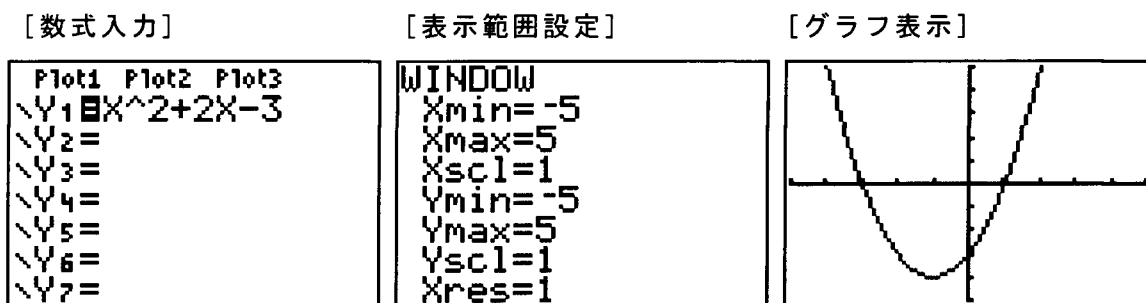 [数式入力]
[表示範囲設定]
[グラフ表示]
Plot1 Plot2 Plot3
\Y1=X^2+2X-3
\Y2=
\Y3=
\Y4=
\Y5=
\Y6=
\Y7=
WINDOW
Xmin=-5
Xmax=5
Xscl=1
Ymin=-5
Ymax=5
Yscl=1
Xres=1